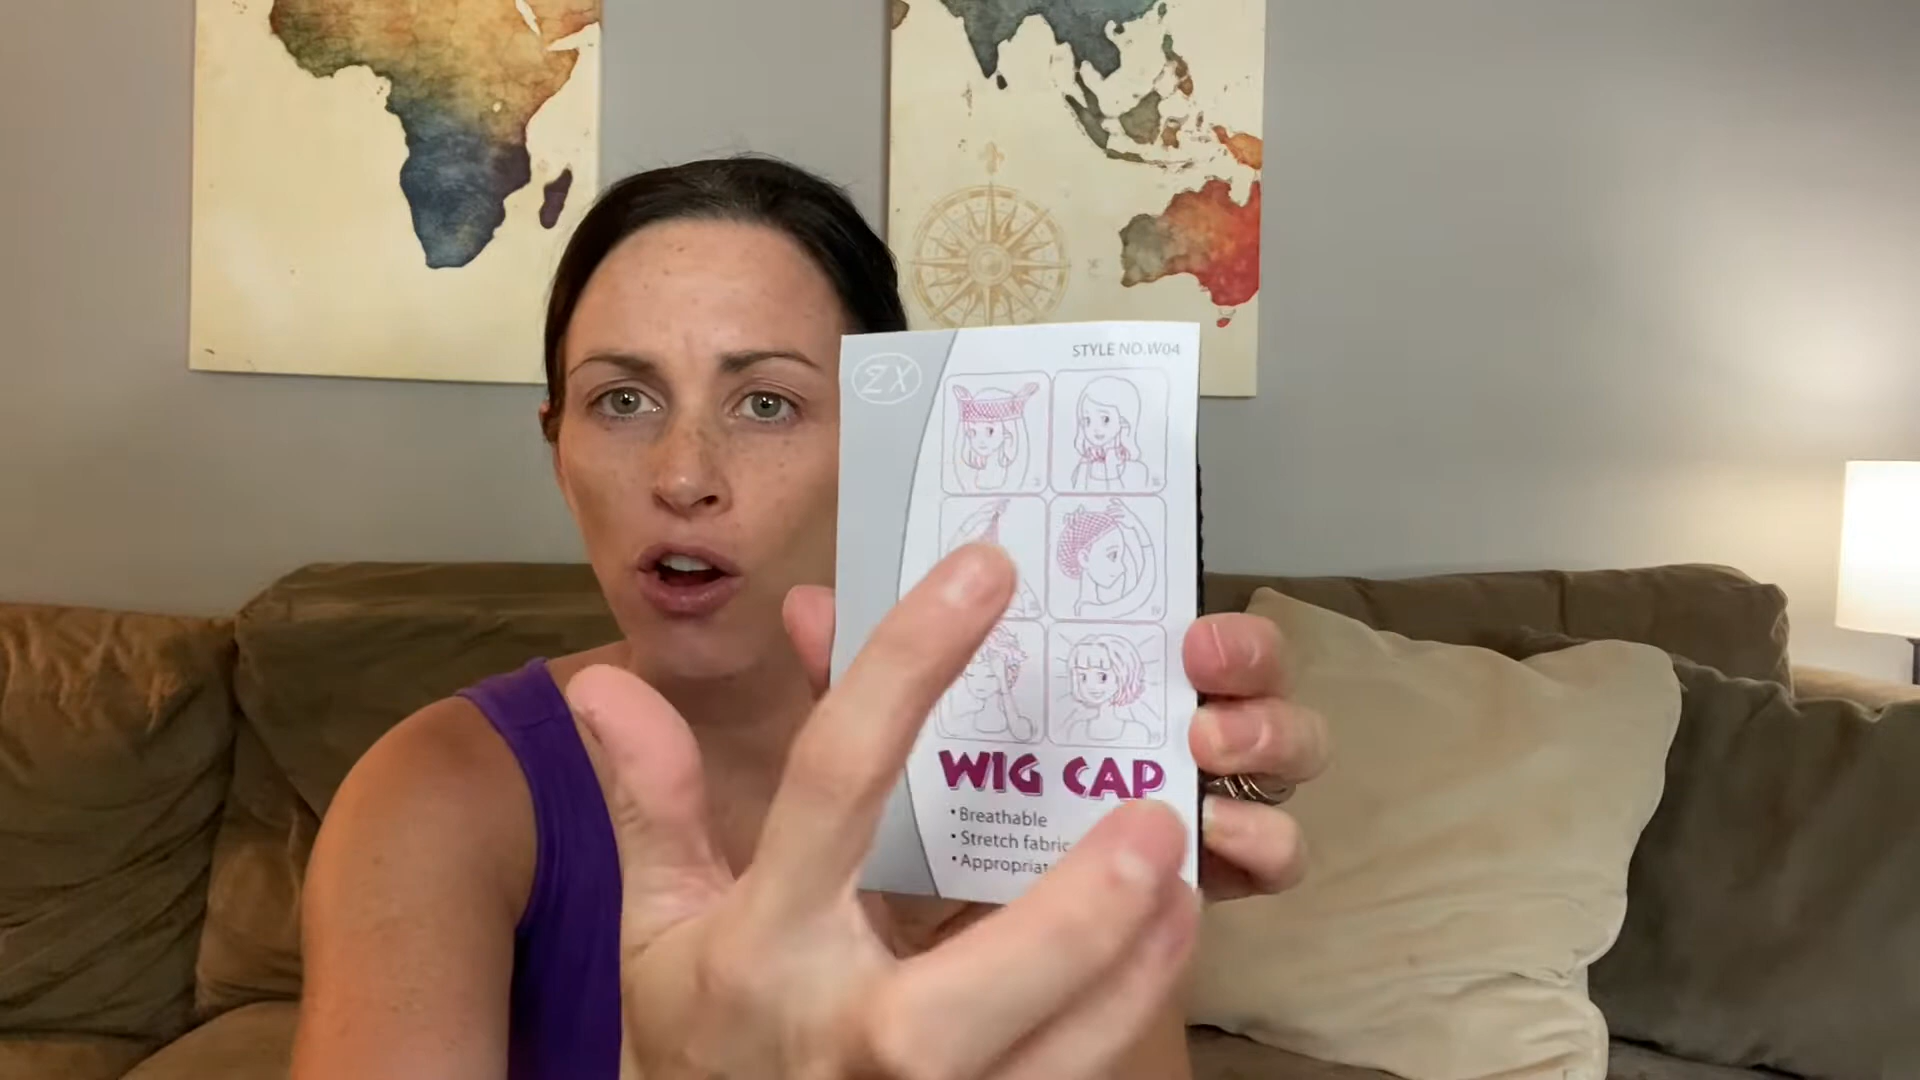 ZX
STYLE NO.W04
WIG CAP
•Breathable
•Stretch fabric